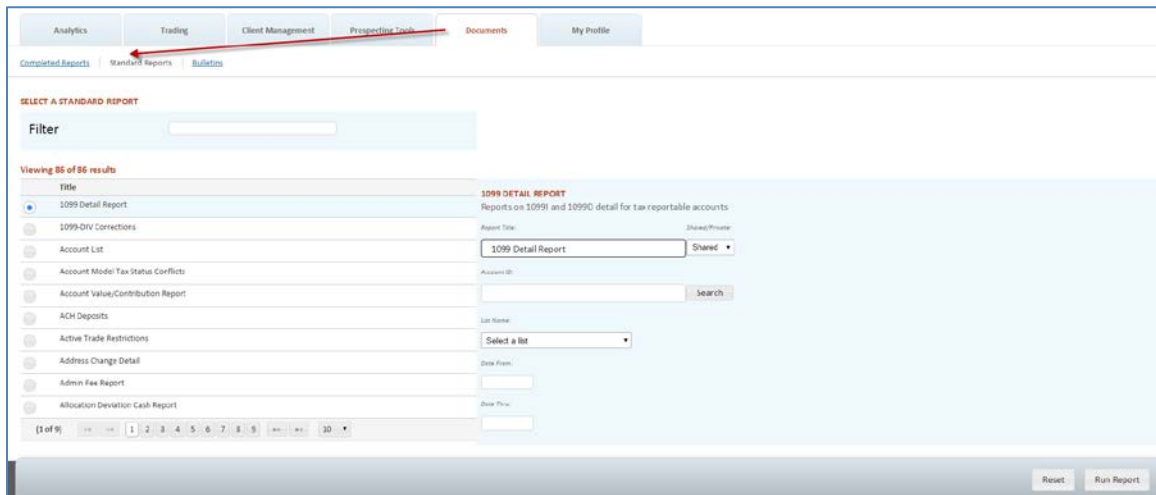 Analytics Trading Client Management Prospecting Tools Documents My Profile
Completed Reports Standard Reports Bulletins
SELECT A STANDARD REPORT
Filter
Viewing 86 of 86 results
Title
1099 Detail Report
1099-DIV Corrections
Account List
Account Model Tax Status Conflicts
Account Value/Contribution Report
ACH Deposits
Active Trade Restrictions
Address Change Detail
Admin Fee Report
Allocation Deviation Cash Report
(1 of 9) 1 2 3 4 5 6 7 8 9 10
1099 DETAIL REPORT
Reports on 1099I and 1099D detail for tax reportable accounts
Report Title: Shared/Private:
1099 Detail Report Shared
Account ID:
Search
List Name:
Select a list
Date From:
Date Thru:
Reset Run Report